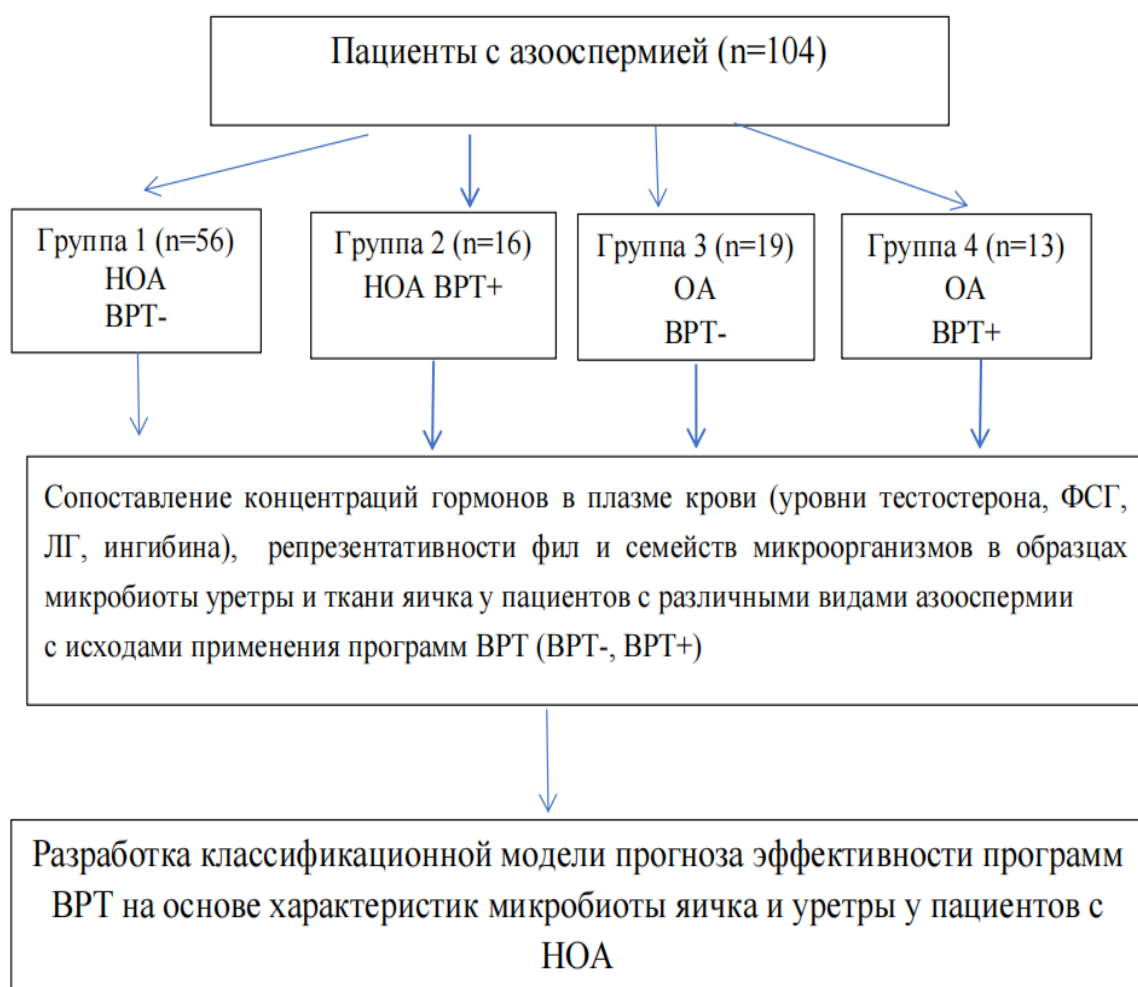 Пациенты с азооспермией (n=104)
Группа 1 (n=56)
НОА
ВРТ-
Группа 2 (n=16)
НОА ВРТ+
Группа 3 (n=19)
ОА
ВРТ-
Группа 4 (n=13)
ОА
ВРТ+
Сопоставление концентраций гормонов в плазме крови (уровни тестостерона, ФСГ,
ЛГ, ингибина), репрезентативности фил и семейств микроорганизмов в образцах
микробиоты уретры и ткани яичка у пациентов с различными видами азооспермии
с исходами применения программ ВРТ (ВРТ-, ВРТ+)
Разработка классификационной модели прогноза эффективности программ
ВРТ на основе характеристик микробиоты яичка и уретры у пациентов с
НОА